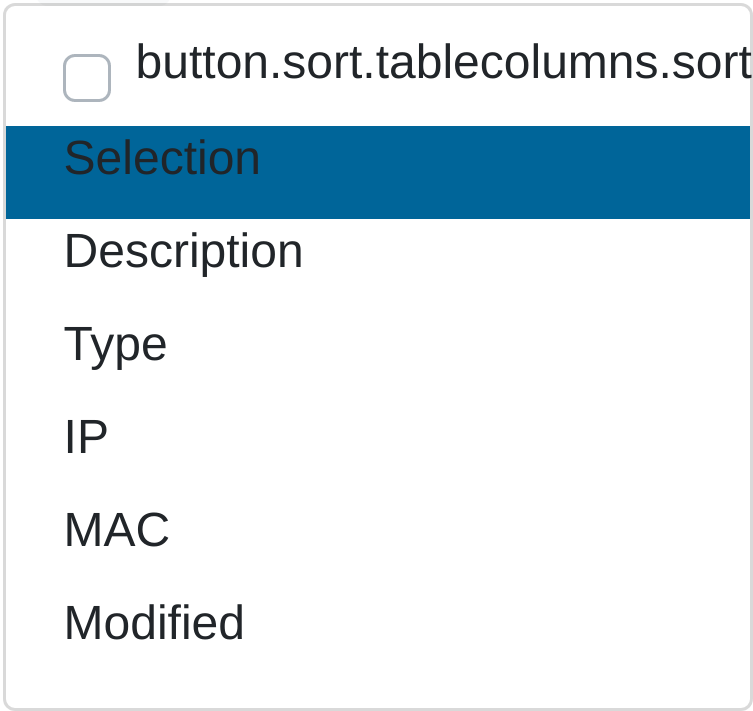 button.sort.tablecolumns.sort
Selection
Description
Type
IP
MAC
Modified